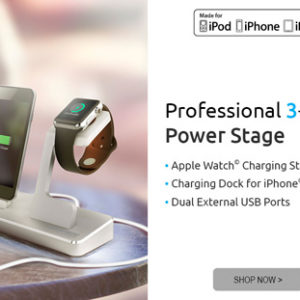 Made for
iPod iPhone
Professional 3-
Power Stage
• Apple Watch© Charging St
• Charging Dock for iPhone®
• Dual External USB Ports
SHOP NOW >